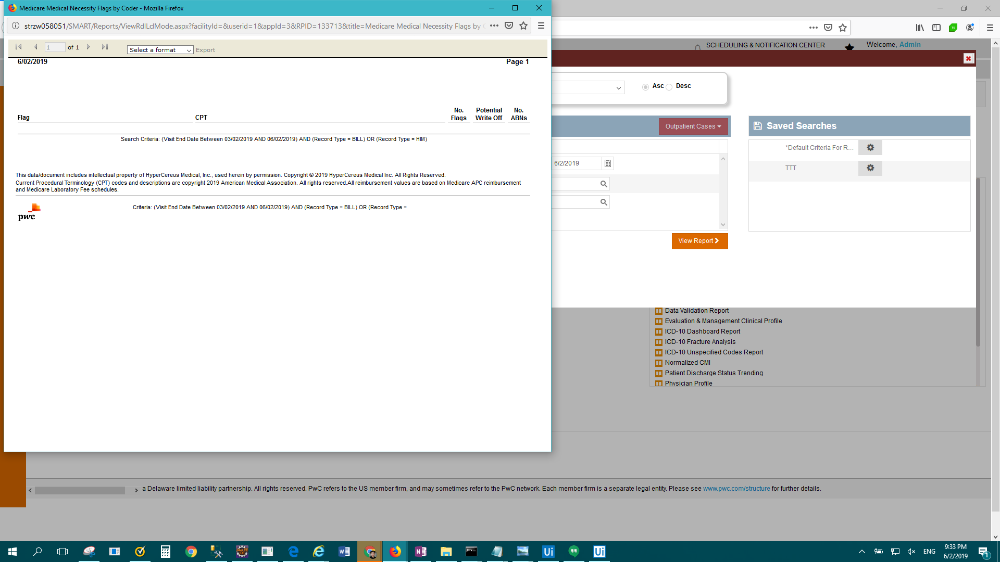 Medicare Medical Necessity Flags by Coder - Mozilla Firefox
strzw058051/SMART/Reports/ViewRdlLclMode.aspx?facilityId=&userid=1&appId=3&RPID=133713&title=Medicare Medical Necessity Flags by
1 of 1 Select a format Export
6/02/2019 Page 1
Flag CPT No. Flags Potential Write Off No. ABNs
Search Criteria: (Visit End Date Between 03/02/2019 AND 06/02/2019) AND (Record Type = BILL) OR (Record Type = HIM)
This data/document includes intellectual property of HyperCereus Medical, Inc., used herein by permission. Copyright © 2019 HyperCereus Medical Inc. All Rights Reserved.
Current Procedural Terminology (CPT) codes and descriptions are copyright 2019 American Medical Association. All rights reserved.All reimbursement values are based on Medicare APC reimbursement
and Medicare Laboratory Fee schedules.
pwc
Criteria: (Visit End Date Between 03/02/2019 AND 06/02/2019) AND (Record Type = BILL) OR (Record Type =
SCHEDULING & NOTIFICATION CENTER
Welcome, Admin
Asc Desc
Outpatient Cases
Saved Searches
*Default Criteria For R...
TTT
6/2/2019
View Report
Data Validation Report
Evaluation & Management Clinical Profile
ICD-10 Dashboard Report
ICD-10 Fracture Analysis
ICD-10 Unspecified Codes Report
Normalized CMI
Patient Discharge Status Trending
Physician Profile
a Delaware limited liability partnership. All rights reserved. PwC refers to the US member firm, and may sometimes refer to the PwC network. Each member firm is a separate legal entity. Please see www.pwc.com/structure for further details.
ENG
9:33 PM
6/2/2019
1